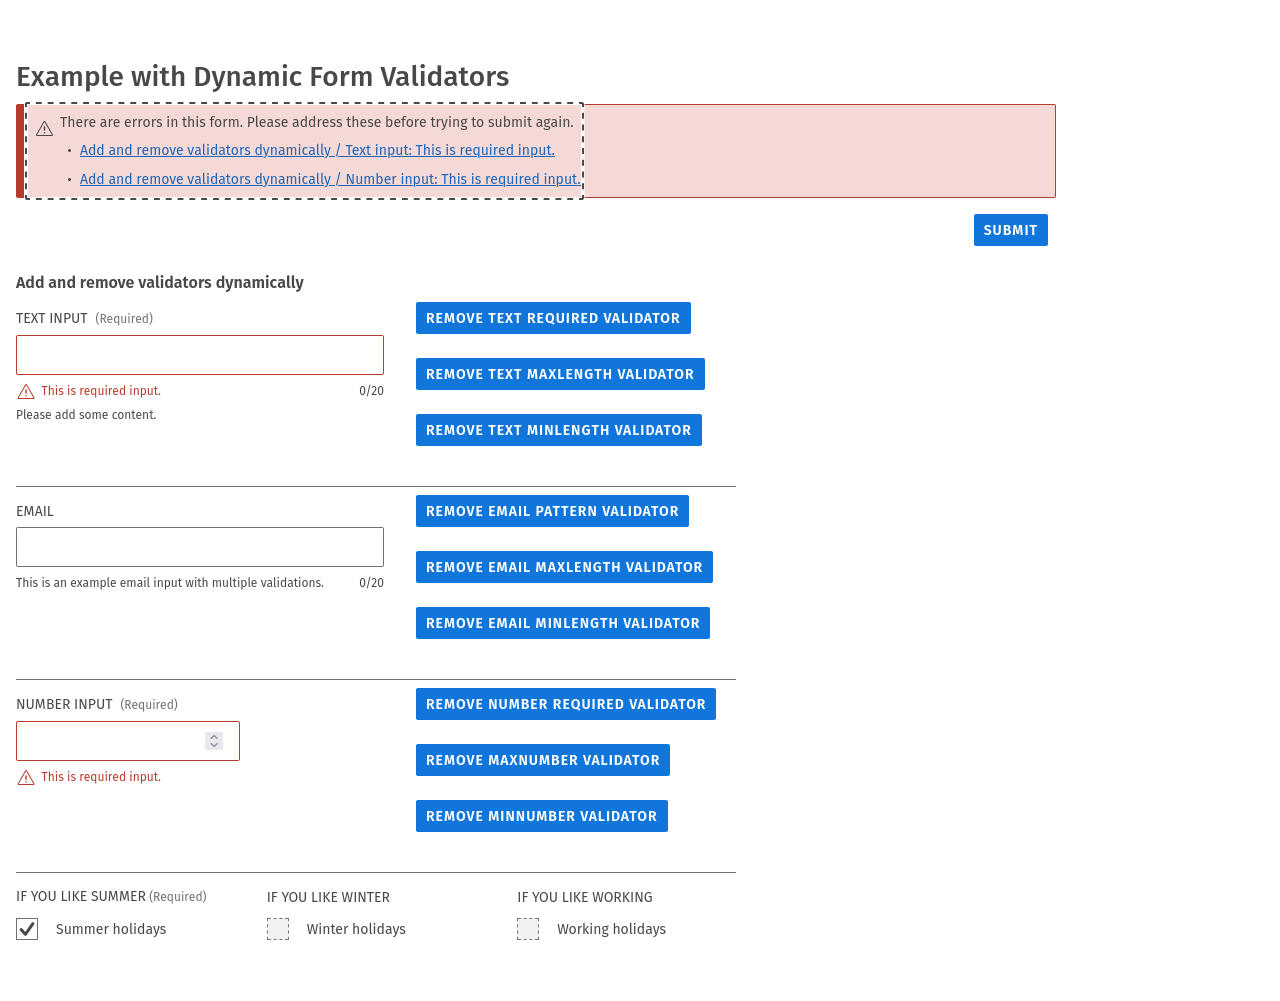 Example with Dynamic Form Validators
There are errors in this form. Please address these before trying to submit again.
• Add and remove validators dynamically / Text input: This is required input.
• Add and remove validators dynamically / Number input: This is required input.
SUBMIT
Add and remove validators dynamically
TEXT INPUT (Required)
This is required input. 0/20
Please add some content.
REMOVE TEXT REQUIRED VALIDATOR
REMOVE TEXT MAXLENGTH VALIDATOR
REMOVE TEXT MINLENGTH VALIDATOR
EMAIL
This is an example email input with multiple validations. 0/20
REMOVE EMAIL PATTERN VALIDATOR
REMOVE EMAIL MAXLENGTH VALIDATOR
REMOVE EMAIL MINLENGTH VALIDATOR
NUMBER INPUT (Required)
This is required input.
REMOVE NUMBER REQUIRED VALIDATOR
REMOVE MAXNUMBER VALIDATOR
REMOVE MINNUMBER VALIDATOR
IF YOU LIKE SUMMER (Required)
Summer holidays
IF YOU LIKE WINTER
Winter holidays
IF YOU LIKE WORKING
Working holidays